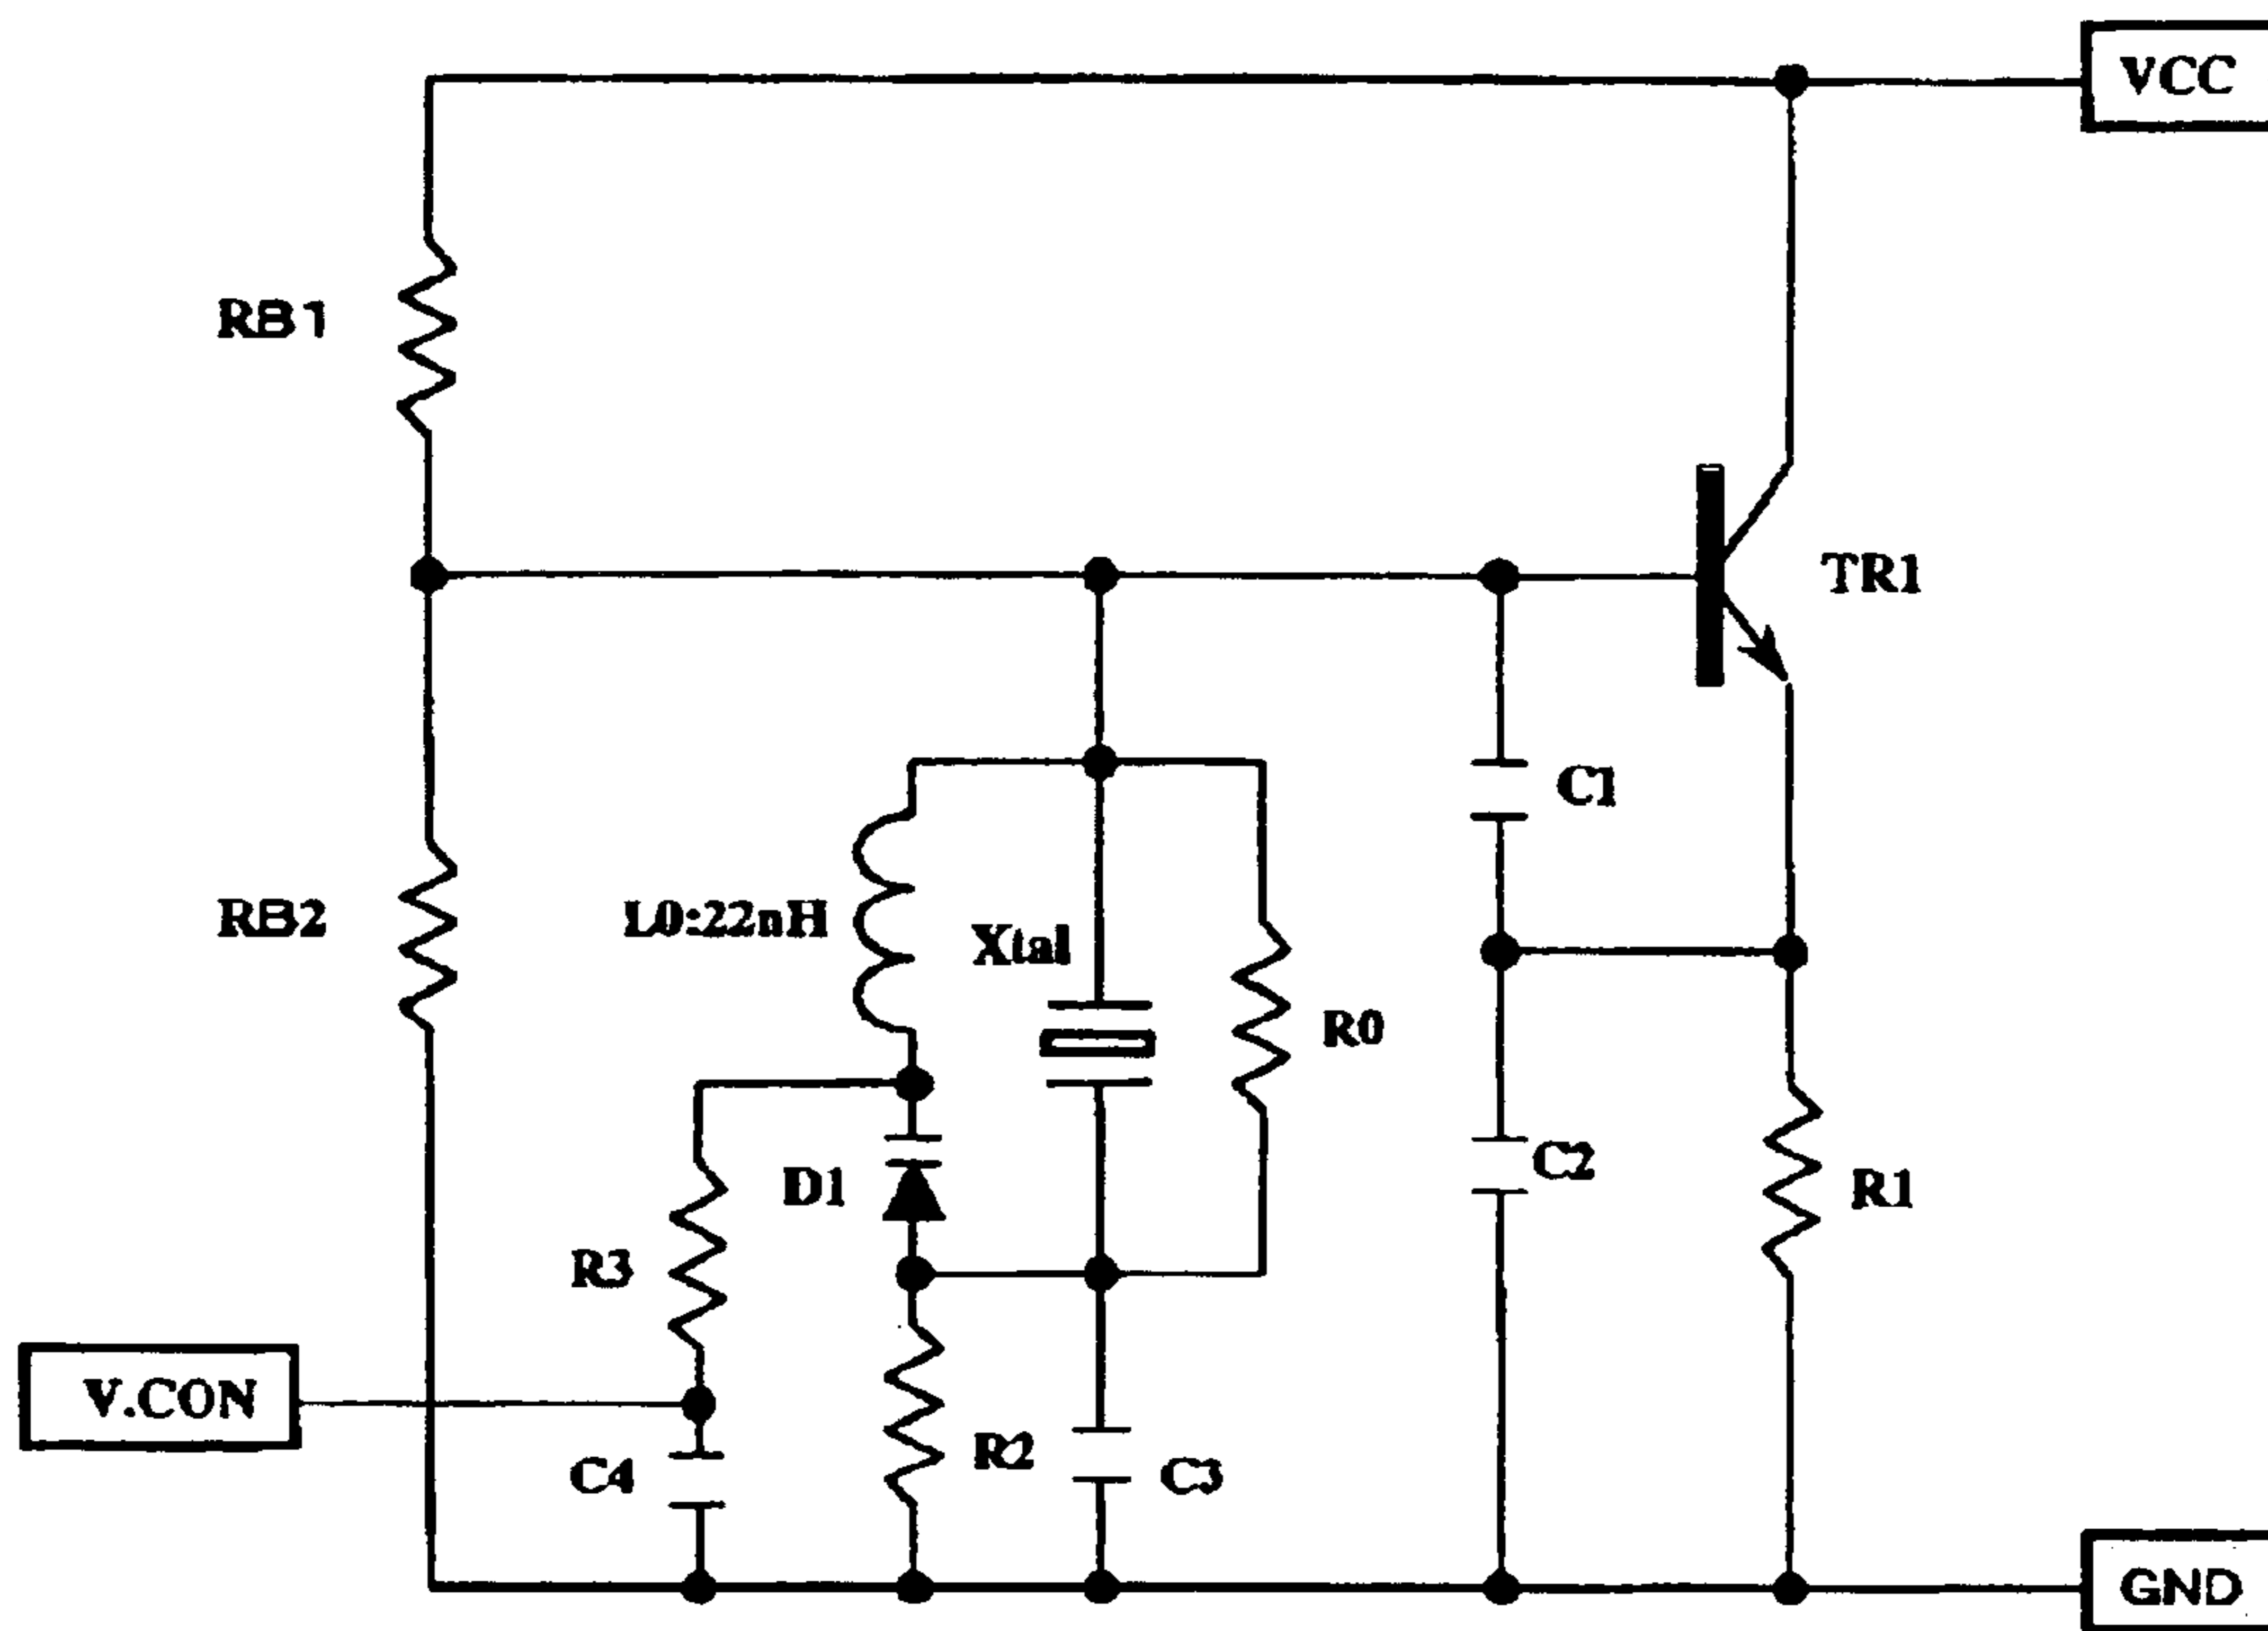 VCC
RB1
TR1
C1
RB2
L0:22nH
Xtal
R0
C2
D1
R1
R3
V.CON
R2
C4
C3
GND